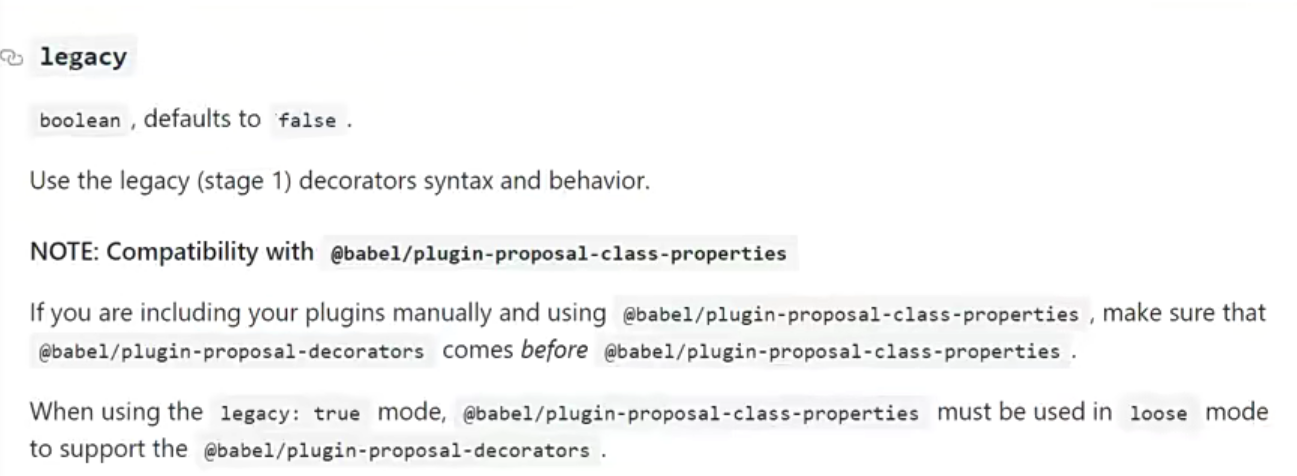 legacy
boolean , defaults to false .
Use the legacy (stage 1) decorators syntax and behavior.
NOTE: Compatibility with @babel/plugin-proposal-class-properties
If you are including your plugins manually and using @babel/plugin-proposal-class-properties , make sure that
@babel/plugin-proposal-decorators comes before @babel/plugin-proposal-class-properties .
When using the legacy: true mode, @babel/plugin-proposal-class-properties must be used in loose mode
to support the @babel/plugin-proposal-decorators .